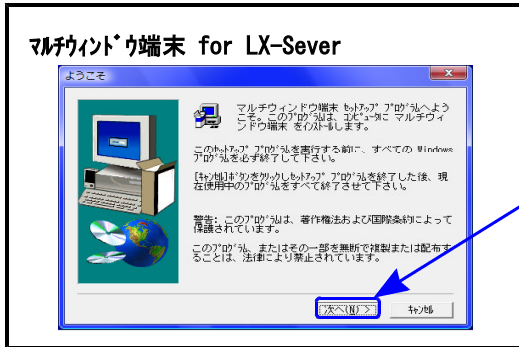 ﾏﾙﾁｳｨﾝﾄﾞｳ端末 for LX-Sever
ようこそ
マルチウィンドウ端末 ｾｯﾄｱｯﾌﾟ ﾌﾟﾛｸﾞﾗﾑへよう
こそ。このﾌﾟﾛｸﾞﾗﾑは、ｺﾝﾋﾟｭｰﾀに マルチウィ
ンドウ端末 をｲﾝｽﾄｰﾙします。
このｾｯﾄｱｯﾌﾟ ﾌﾟﾛｸﾞﾗﾑを実行する前に、すべての Windows
ﾌﾟﾛｸﾞﾗﾑを必ず終了して下さい。
[ｷｬﾝｾﾙ]ﾎﾞﾀﾝをｸﾘｯｸしｾｯﾄｱｯﾌﾟ ﾌﾟﾛｸﾞﾗﾑを終了した後、現
在使用中のﾌﾟﾛｸﾞﾗﾑをすべて終了させて下さい。
警告: このﾌﾟﾛｸﾞﾗﾑは、著作権法および国際条約によって
保護されています。
このﾌﾟﾛｸﾞﾗﾑ、またはその一部を無断で複製または配布す
ることは、法律により禁止されています。
次へ(N) >
ｷｬﾝｾﾙ